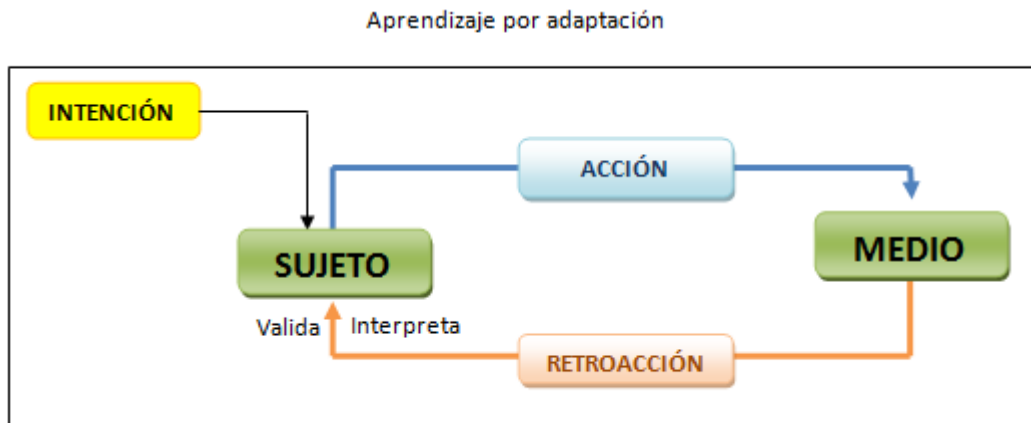 Aprendizaje por adaptación
INTENCIÓN
ACCIÓN
SUJETO
MEDIO
Valida Interpreta
RETROACCIÓN